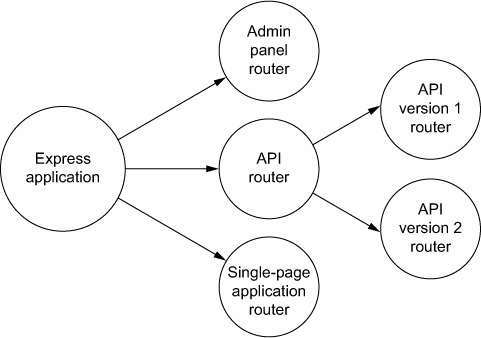 Express
application
Admin
panel
router
API
router
Single-page
application
router
API
version 1
router
API
version 2
router